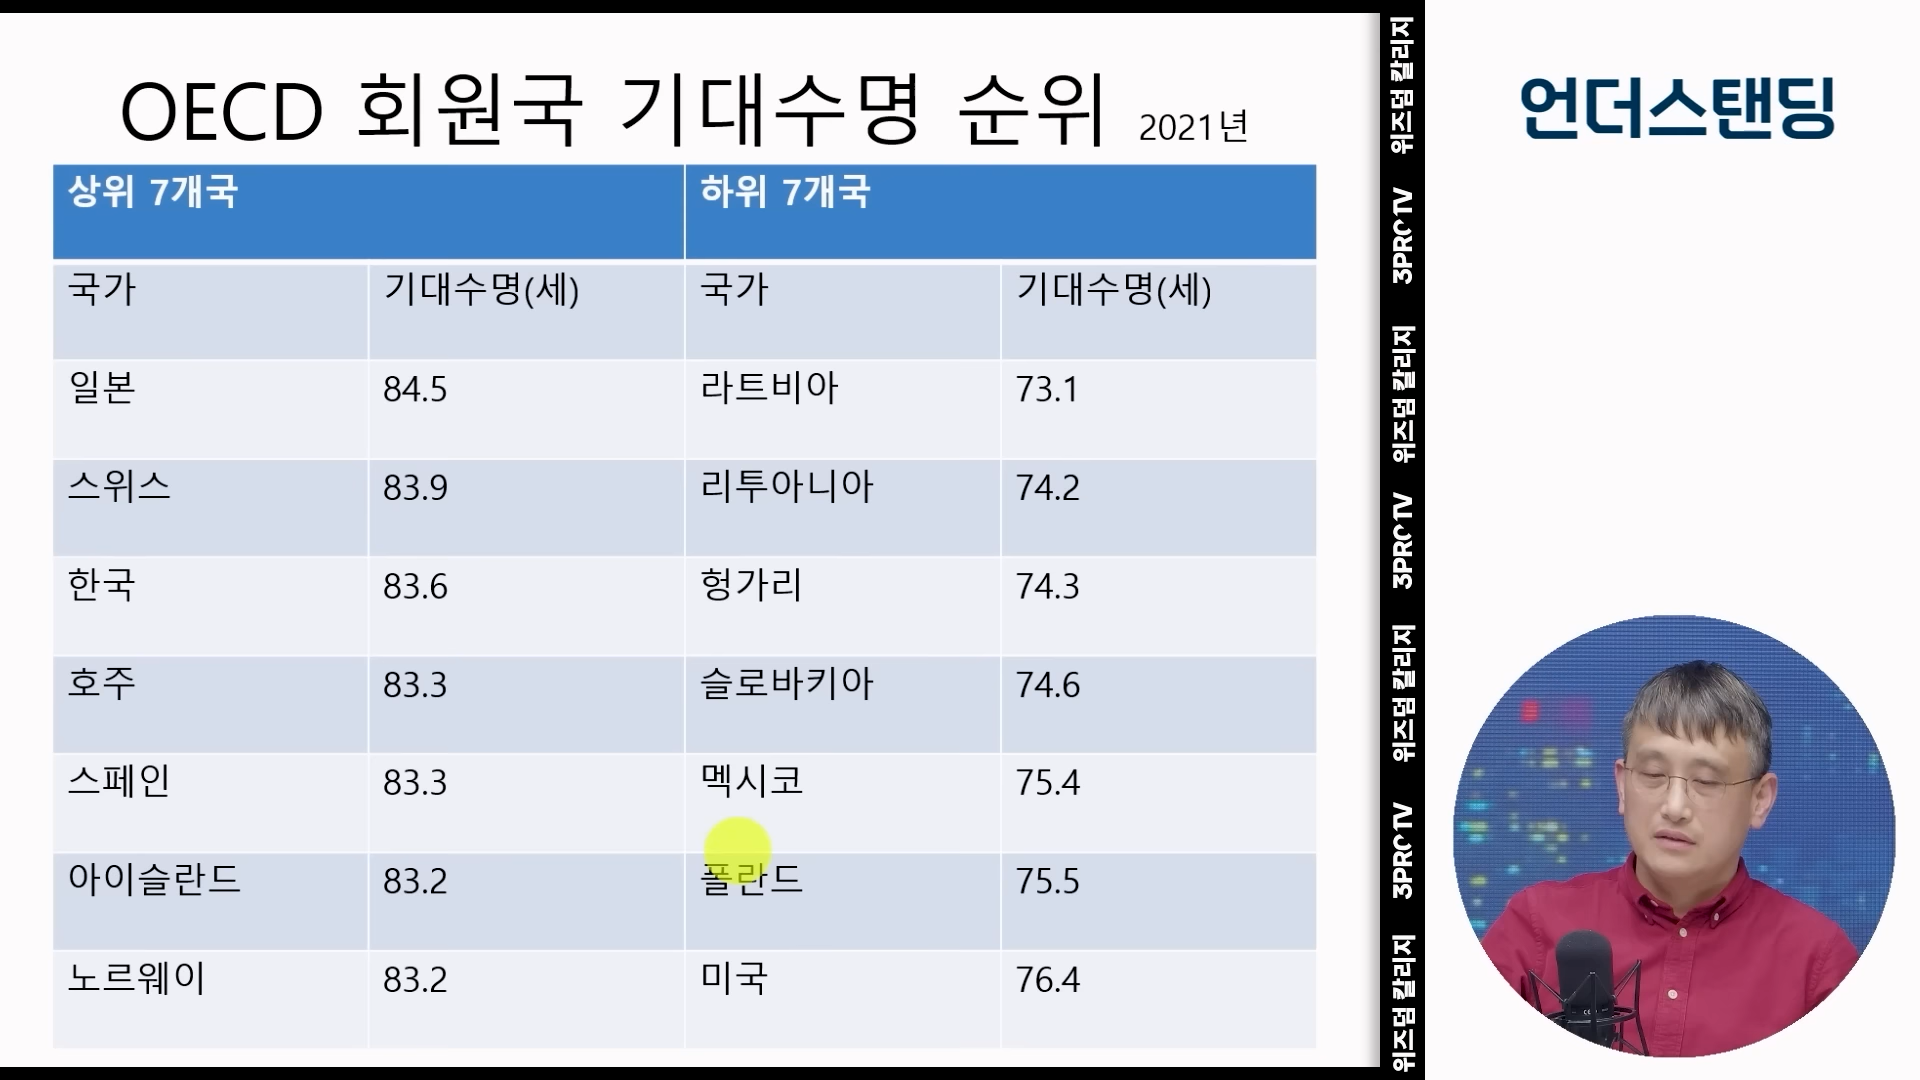 OECD 회원국 기대수명 순위 2021년
상위 7개국 하위 7개국
국가 기대수명(세) 국가 기대수명(세)
일본 84.5 라트비아 73.1
스위스 83.9 리투아니아 74.2
한국 83.6 헝가리 74.3
호주 83.3 슬로바키아 74.6
스페인 83.3 멕시코 75.4
아이슬란드 83.2 폴란드 75.5
노르웨이 83.2 미국 76.4
위즈덤 칼리지
3PROTV
위즈덤 칼리지
3PROTV
위즈덤 칼리지
3PROTV
위즈덤 칼리지
언더스탠딩